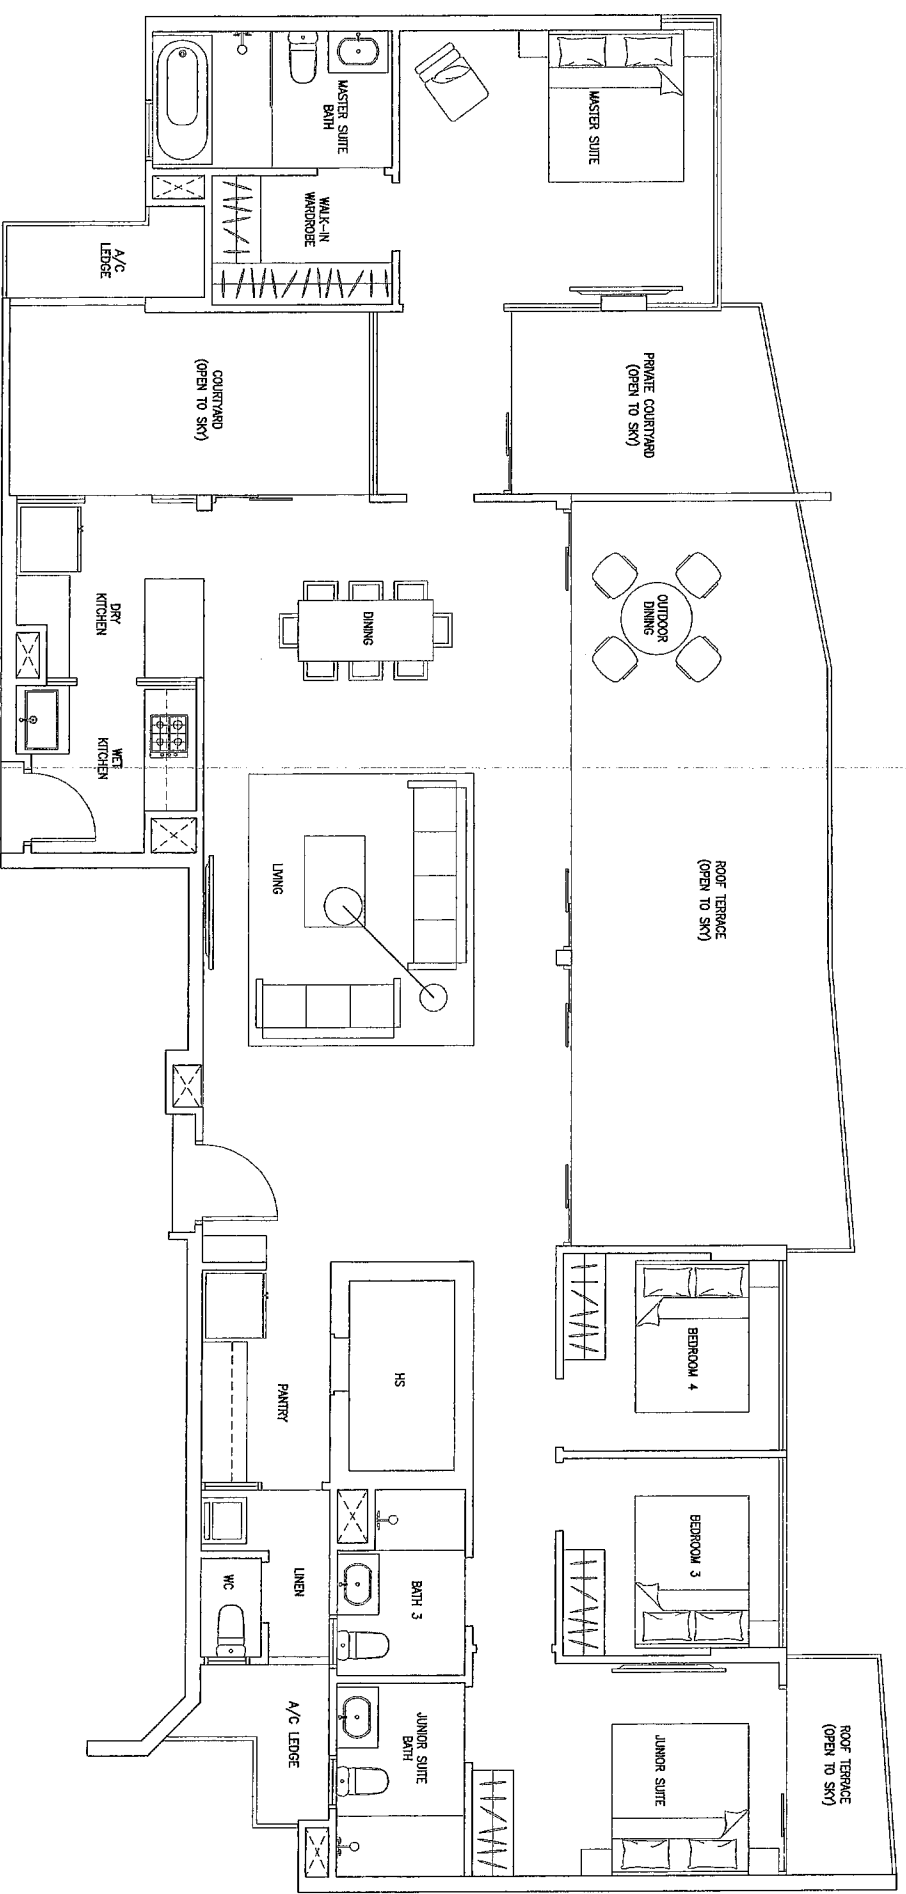 MASTER SUITE
BATH
MASTER SUITE
WALK-IN
WARDROBE
A/C
LEDGE
COURTYARD
(OPEN TO SKY)
PRIVATE COURTYARD
(OPEN TO SKY)
DRY
KITCHEN
DINING
OUTDOOR
DINING
WET
KITCHEN
LIVING
ROOF TERRACE
(OPEN TO SKY)
PANTRY
HS
BEDROOM 4
BEDROOM 3
WC
LINEN
BATH 3
A/C LEDGE
JUNIOR SUITE
BATH
JUNIOR SUITE
ROOF TERRACE
(OPEN TO SKY)